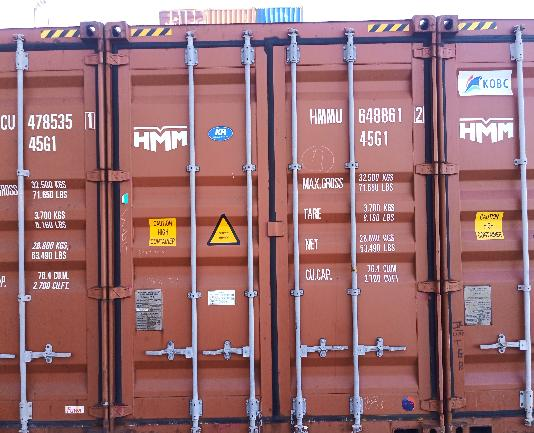 CU 478535 1
45G1
GROSS 32.500 KGS
71.650 LBS
3.700 KGS
8.160 LBS
28.800 KGS
63.490 LBS
P. 76.4 CU.M.
2.700 CU.FT.
HMM
KR
CAUTION
HIGH
CONTAINER
HMMU 648861 2
45G1
MAX.GROSS 32.500 KGS
71.650 LBS
TARE 3.700 KGS
8.160 LBS
NET 28.800 KGS
63.490 LBS
CU.CAP. 76.4 CU.M.
2.700 CU.FT.
KOBC
HMM
CAUTION
HIGH
CONTAINER